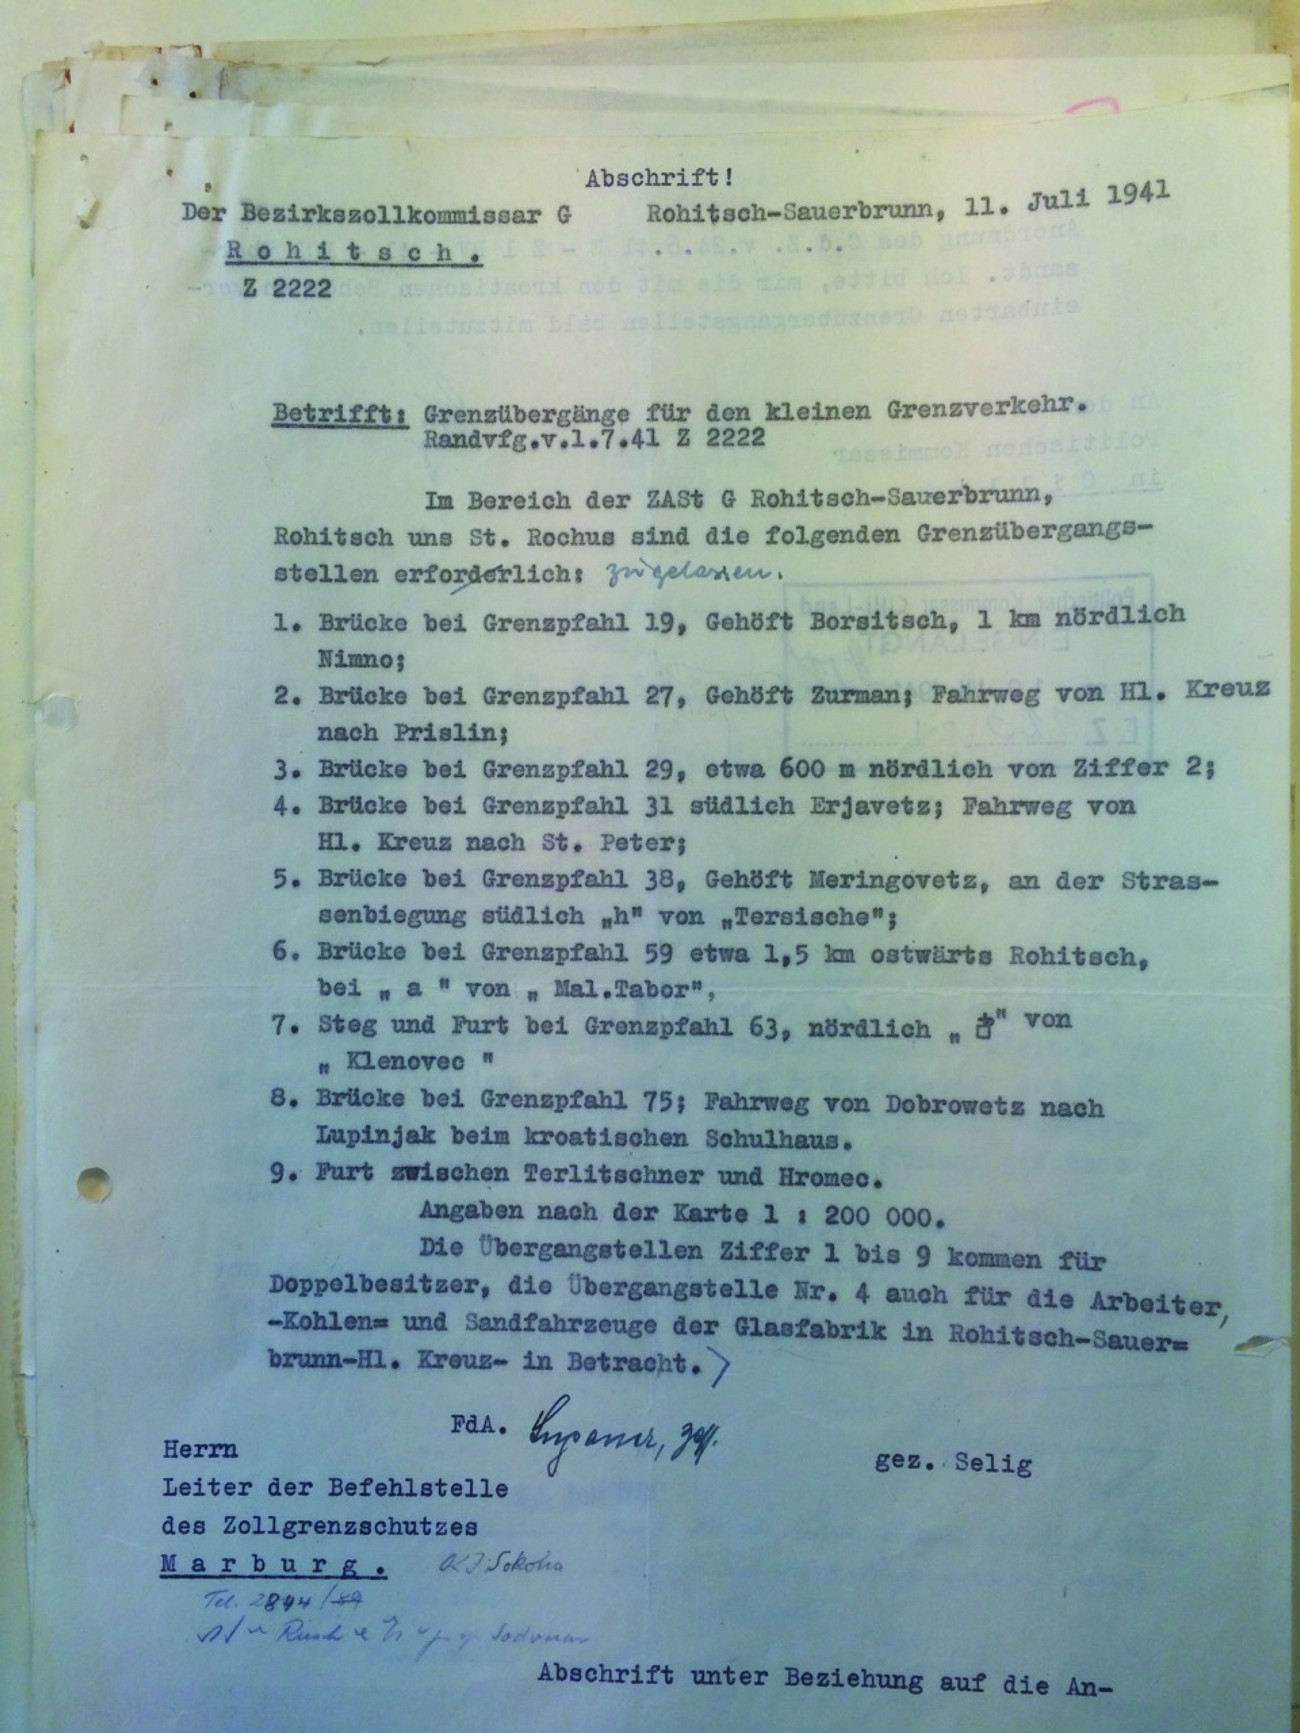 Abschrift!
Der Bezirkszollkommissar G Rohitsch-Sauerbrunn, 11. Juli 1941
R o h i t s c h .
Z 2222
Betrifft: Grenzübergänge für den kleinen Grenzverkehr.
Randvfg.v.1.7.41 Z 2222
Im Bereich der ZASt G Rohitsch-Sauerbrunn,
Rohitsch uns St. Rochus sind die folgenden Grenzübergangs-
stellen erforderlich: zugelassen.
1. Brücke bei Grenzpfahl 19, Gehöft Borsitsch, 1 km nördlich
Nimno;
2. Brücke bei Grenzpfahl 27, Gehöft Zurman; Fahrweg von Hl. Kreuz
nach Prislin;
3. Brücke bei Grenzpfahl 29, etwa 600 m nördlich von Ziffer 2;
4. Brücke bei Grenzpfahl 31 südlich Erjavetz; Fahrweg von
Hl. Kreuz nach St. Peter;
5. Brücke bei Grenzpfahl 38, Gehöft Meringovetz, an der Stras-
senbiegung südlich „h" von „Tersische";
6. Brücke bei Grenzpfahl 59 etwa 1,5 km ostwärts Rohitsch,
bei „ a " von „ Mal.Tabor",
7. Steg und Furt bei Grenzpfahl 63, nördlich „ " von
„ Klenovec "
8. Brücke bei Grenzpfahl 75; Fahrweg von Dobrowetz nach
Lupinjak beim kroatischen Schulhaus.
9. Furt zwischen Terlitschner und Hromec.
Angaben nach der Karte 1 : 200 000.
Die Übergangstellen Ziffer 1 bis 9 kommen für
Doppelbesitzer, die Übergangstelle Nr. 4 auch für die Arbeiter,
-Kohlen= und Sandfahrzeuge der Glasfabrik in Rohitsch-Sauer=
brunn-Hl. Kreuz- in Betracht.
FdA.
Herrn
gez. Selig
Leiter der Befehlstelle
des Zollgrenzschutzes
M a r b u r g .
Tel. 2844/
Abschrift unter Beziehung auf die An-